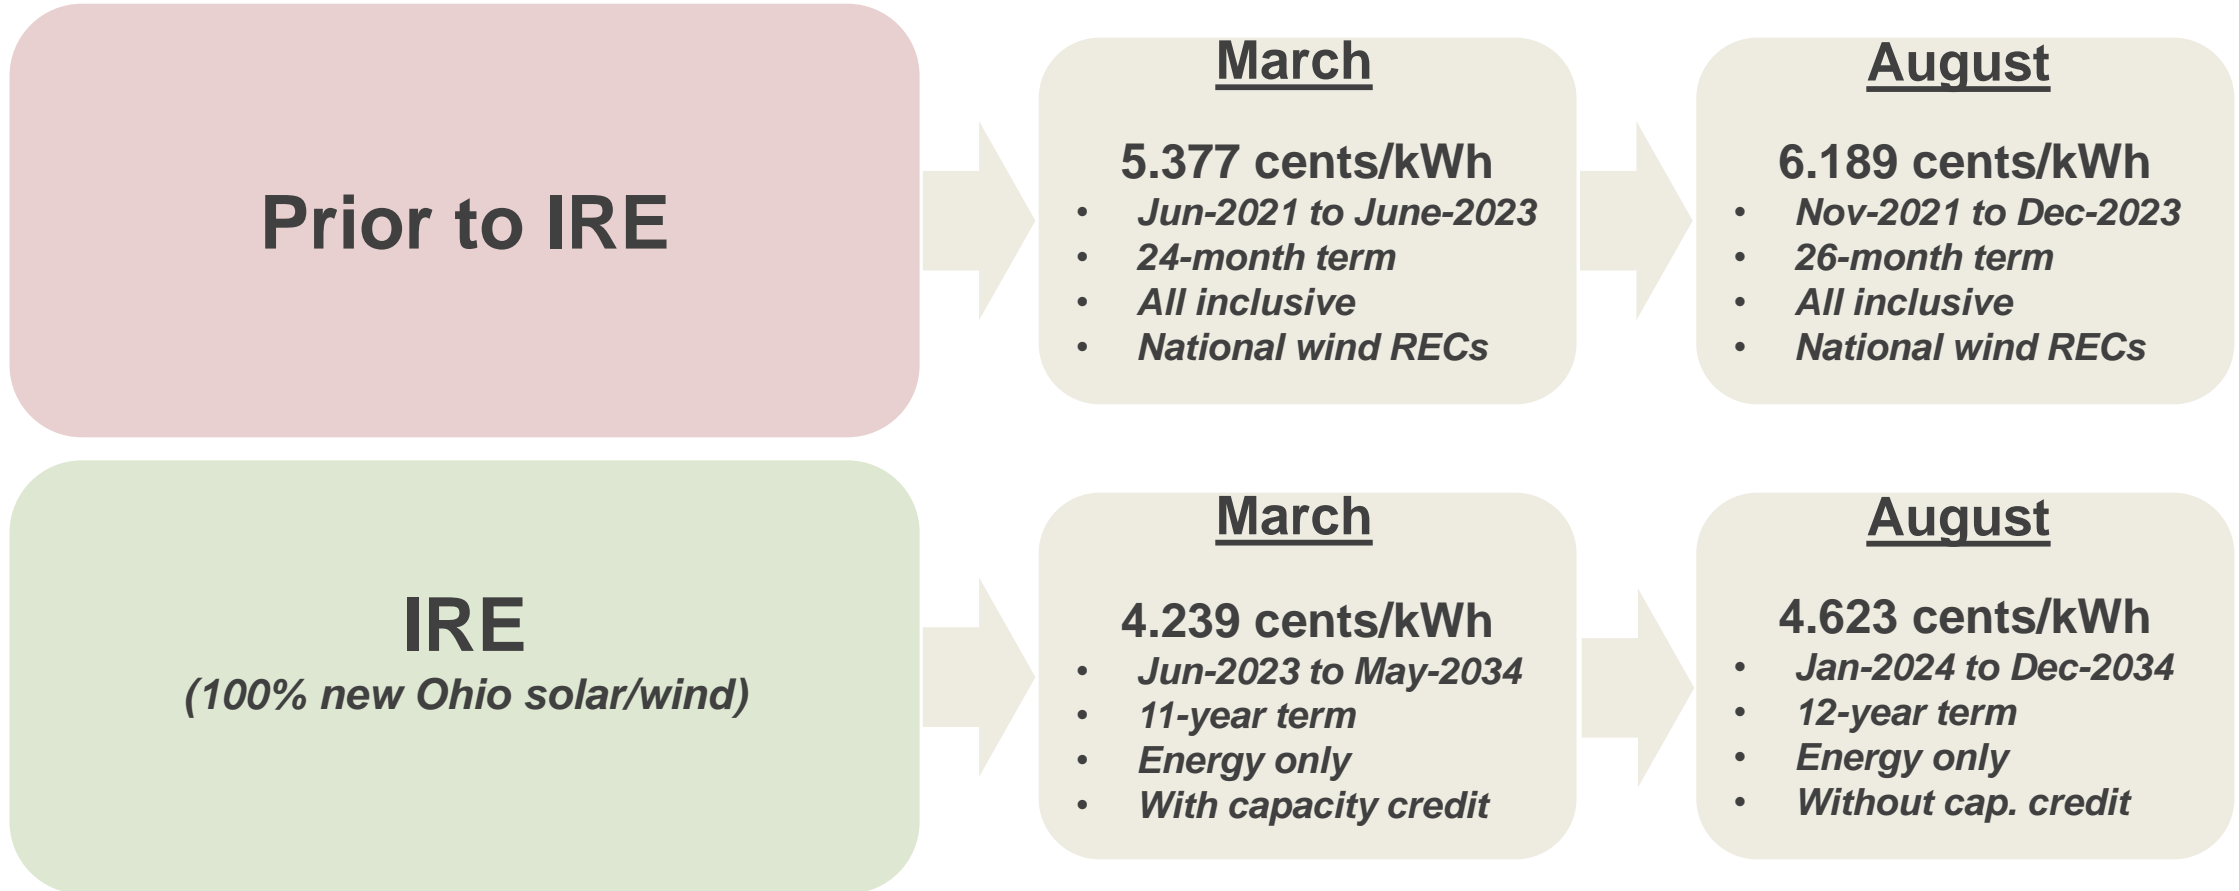 Prior to IRE
March
5.377 cents/kWh
• Jun-2021 to June-2023
• 24-month term
• All inclusive
• National wind RECs
August
6.189 cents/kWh
• Nov-2021 to Dec-2023
• 26-month term
• All inclusive
• National wind RECs
IRE
(100% new Ohio solar/wind)
March
4.239 cents/kWh
• Jun-2023 to May-2034
• 11-year term
• Energy only
• With capacity credit
August
4.623 cents/kWh
• Jan-2024 to Dec-2034
• 12-year term
• Energy only
• Without cap. credit